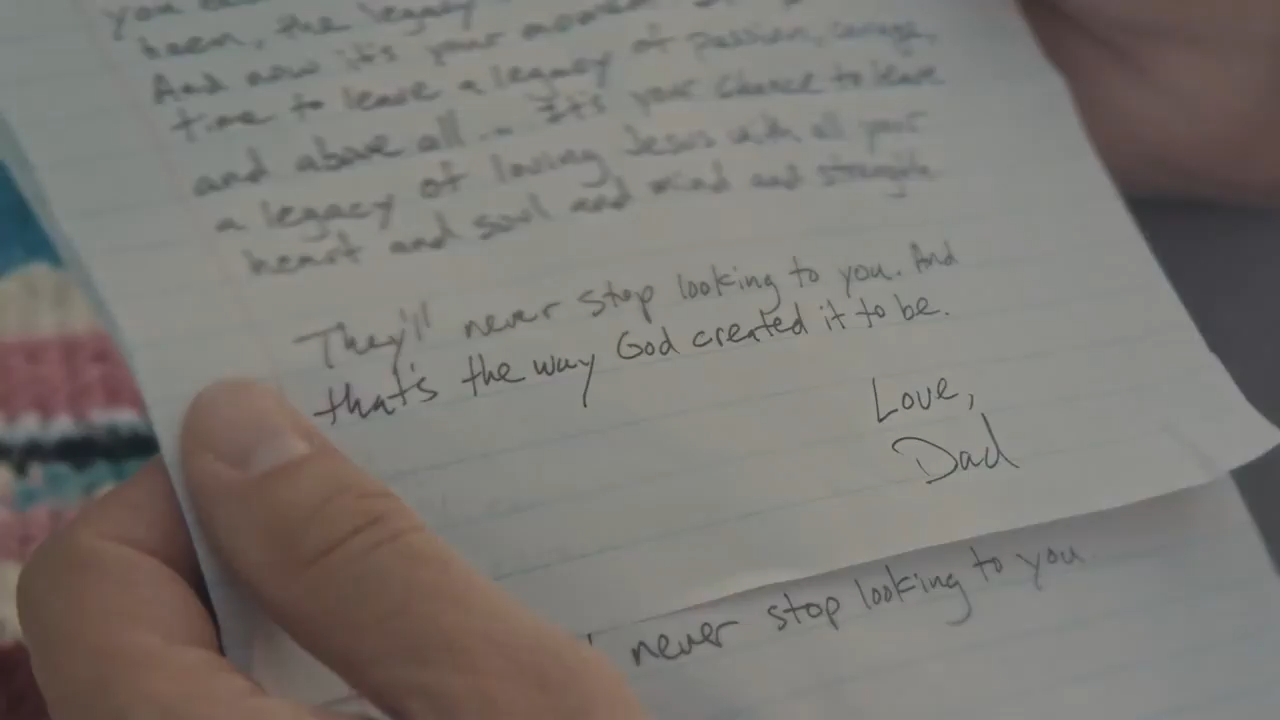 been, the legacy
And now it's your moment
time to leave a legacy of passion, courage,
and above all... It's your chance to leave
a legacy of loving Jesus with all your
heart and soul and mind and strength
They'll never stop looking to you. And
that's the way God created it to be.
Love,
Dad
never stop looking to you